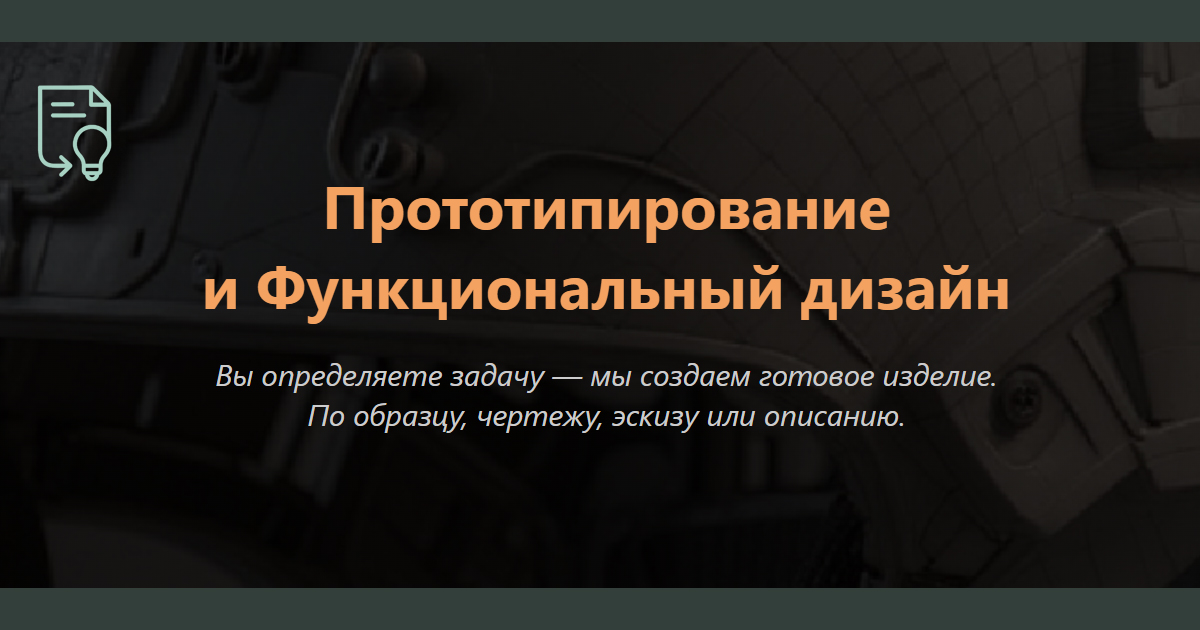 Прототипирование
и Функциональный дизайн
Вы определяете задачу — мы создаем готовое изделие.
По образцу, чертежу, эскизу или описанию.